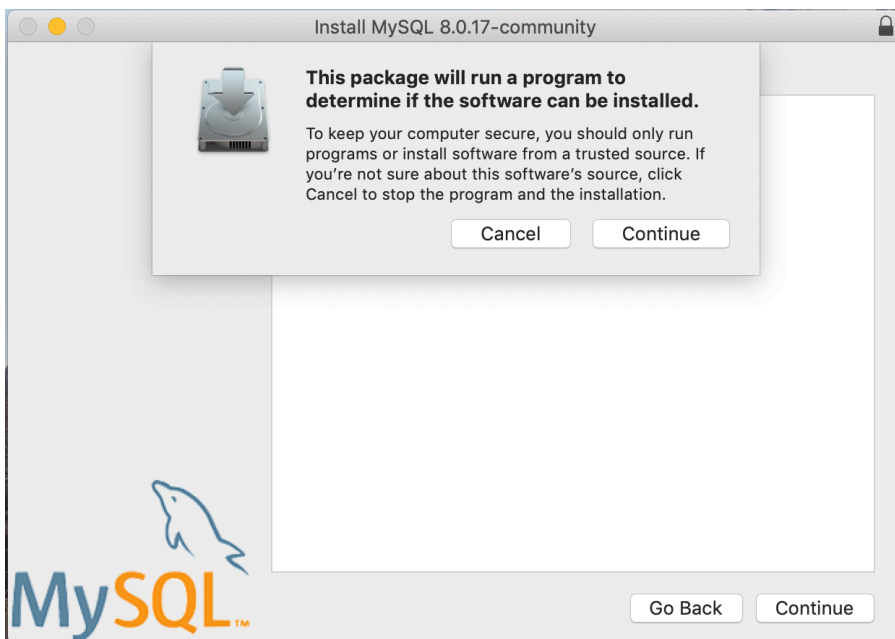 Install MySQL 8.0.17-community
This package will run a program to
determine if the software can be installed.
To keep your computer secure, you should only run
programs or install software from a trusted source. If
you’re not sure about this software’s source, click
Cancel to stop the program and the installation.
Cancel Continue
MySQL™
Go Back Continue